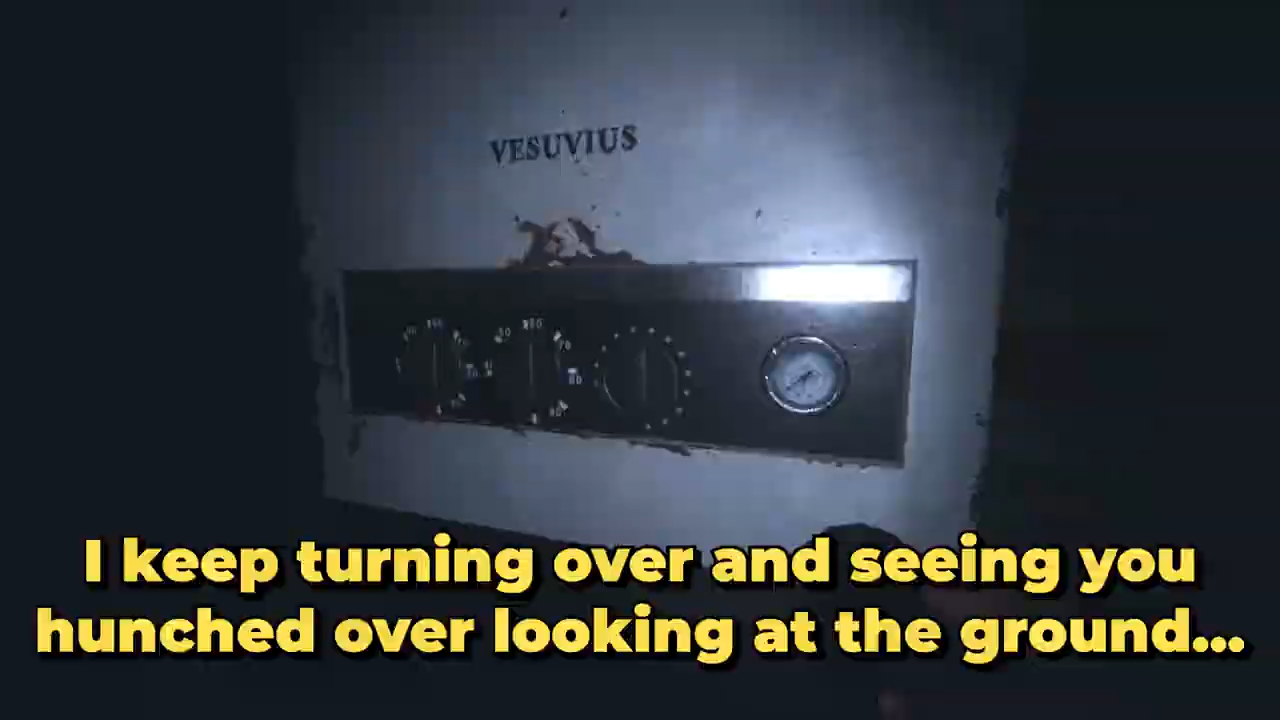 VESUVIUS
I keep turning over and seeing you
hunched over looking at the ground...